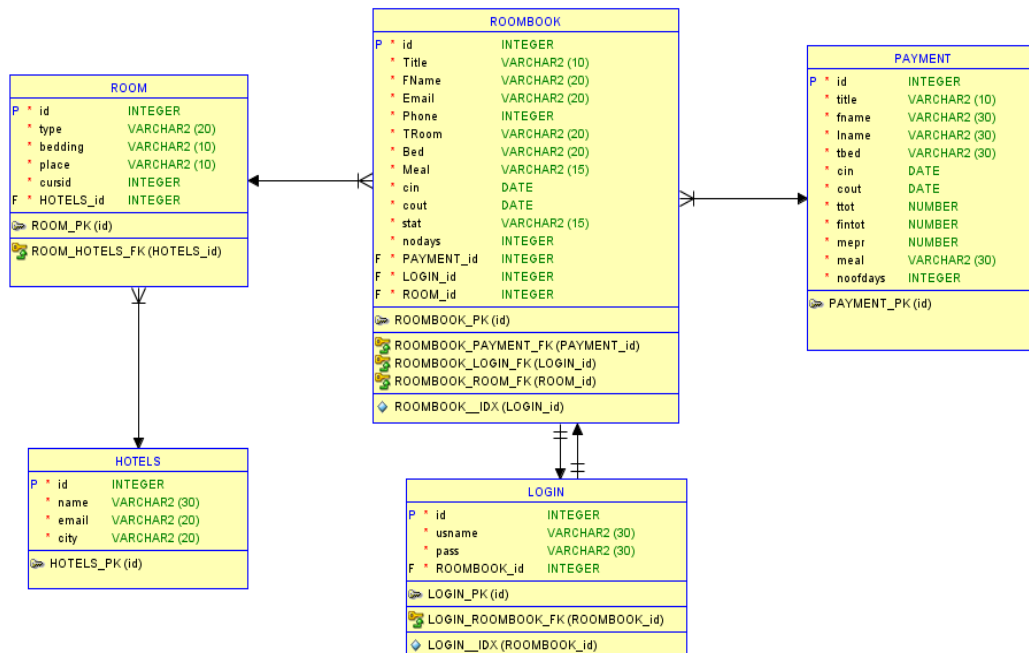 ROOMBOOK
P * id INTEGER
* Title VARCHAR2 (10)
* FName VARCHAR2 (20)
* Email VARCHAR2 (20)
* Phone INTEGER
* TRoom VARCHAR2 (20)
* Bed VARCHAR2 (20)
* Meal VARCHAR2 (15)
* cin DATE
* cout DATE
* stat VARCHAR2 (15)
* nodays INTEGER
F * PAYMENT_id INTEGER
F * LOGIN_id INTEGER
F * ROOM_id INTEGER
ROOMBOOK_PK (id)
ROOMBOOK_PAYMENT_FK (PAYMENT_id)
ROOMBOOK_LOGIN_FK (LOGIN_id)
ROOMBOOK_ROOM_FK (ROOM_id)
ROOMBOOK__IDX (LOGIN_id)
ROOM
P * id INTEGER
* type VARCHAR2 (20)
* bedding VARCHAR2 (10)
* place VARCHAR2 (10)
* cursid INTEGER
F * HOTELS_id INTEGER
ROOM_PK (id)
ROOM_HOTELS_FK (HOTELS_id)
PAYMENT
P * id INTEGER
* title VARCHAR2 (10)
* fname VARCHAR2 (30)
* lname VARCHAR2 (30)
* tbed VARCHAR2 (30)
* cin DATE
* cout DATE
* ttot NUMBER
* fintot NUMBER
* mepr NUMBER
* meal VARCHAR2 (30)
* noofdays INTEGER
PAYMENT_PK (id)
HOTELS
P * id INTEGER
* name VARCHAR2 (30)
* email VARCHAR2 (20)
* city VARCHAR2 (20)
HOTELS_PK (id)
LOGIN
P * id INTEGER
* usname VARCHAR2 (30)
* pass VARCHAR2 (30)
F * ROOMBOOK_id INTEGER
LOGIN_PK (id)
LOGIN_ROOMBOOK_FK (ROOMBOOK_id)
LOGIN__IDX (ROOMBOOK_id)